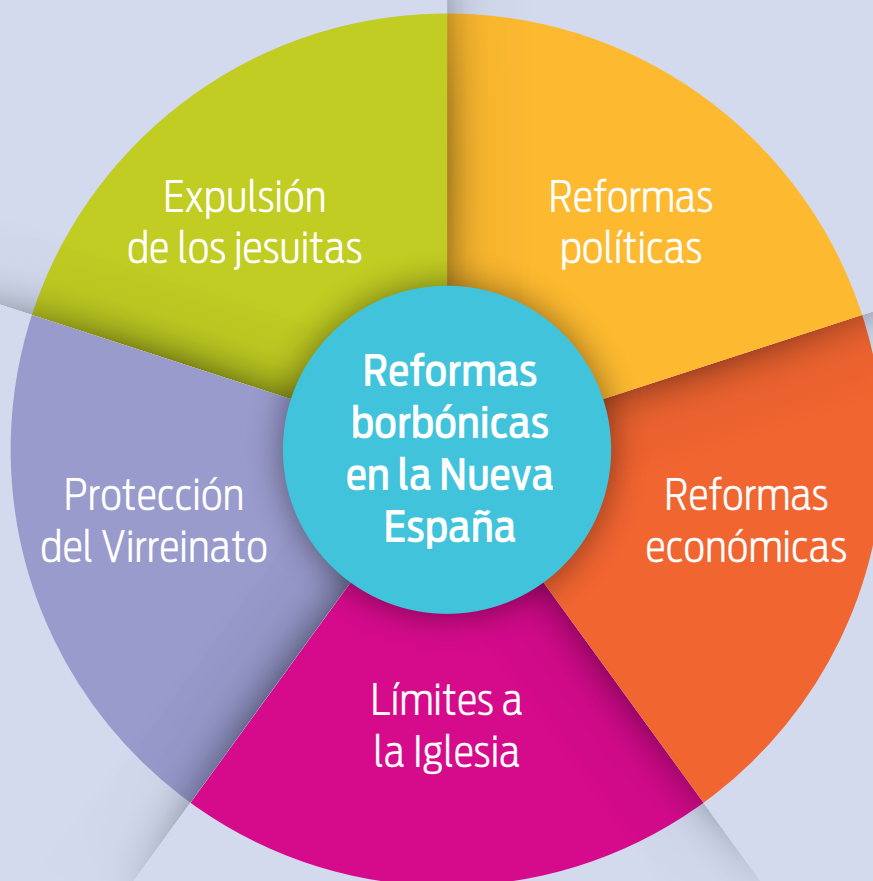 Expulsión
de los jesuitas
Reformas
políticas
Reformas
borbónicas
en la Nueva
España
Protección
del Virreinato
Reformas
económicas
Límites a
la Iglesia